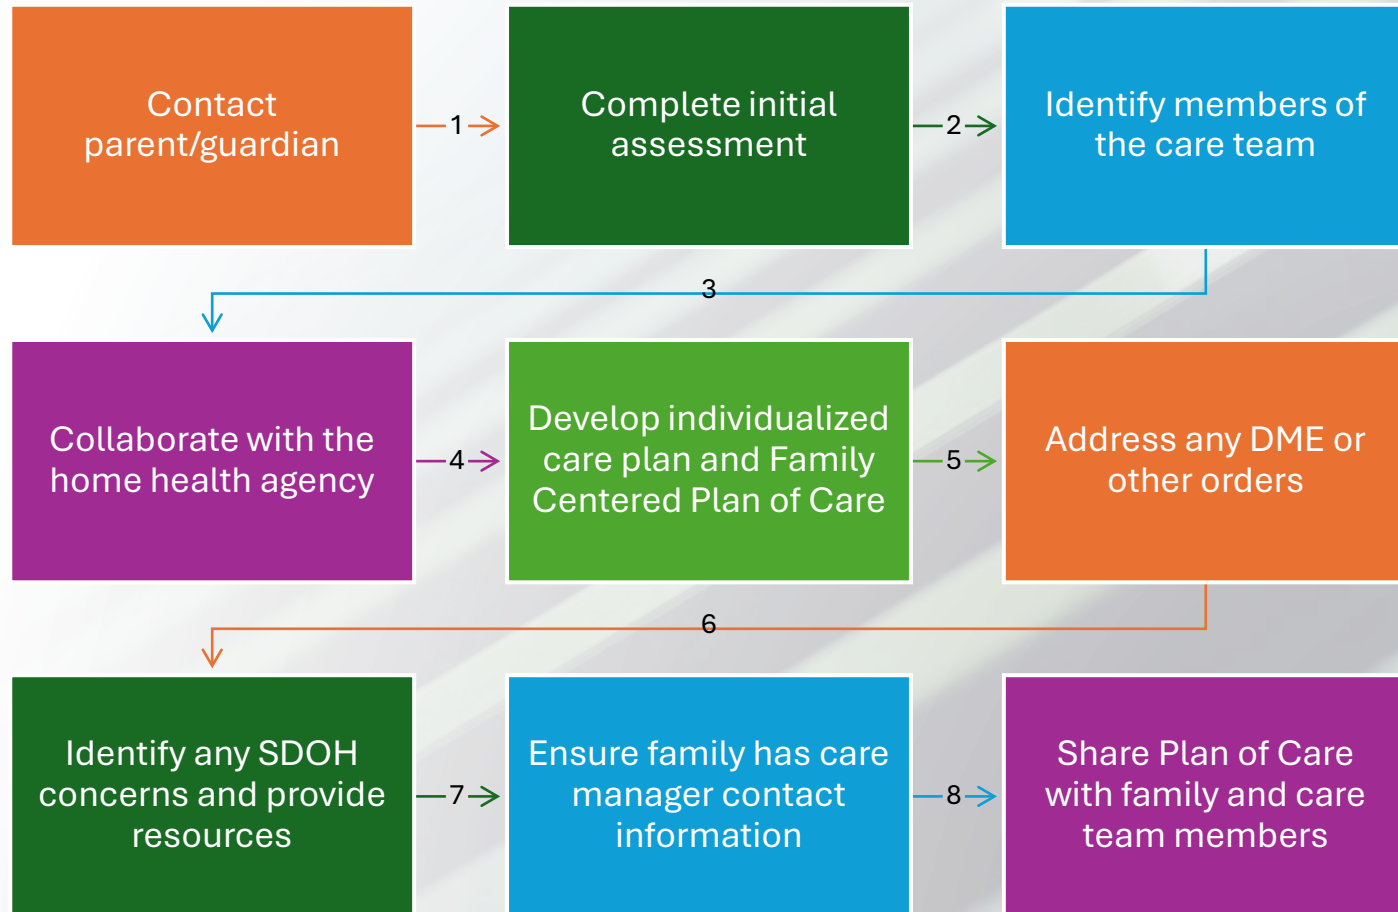 Contact
parent/guardian
1
Complete initial
assessment
2
Identify members of
the care team
3
Collaborate with the
home health agency
4
Develop individualized
care plan and Family
Centered Plan of Care
5
Address any DME or
other orders
6
Identify any SDOH
concerns and provide
resources
7
Ensure family has care
manager contact
information
8
Share Plan of Care
with family and care
team members